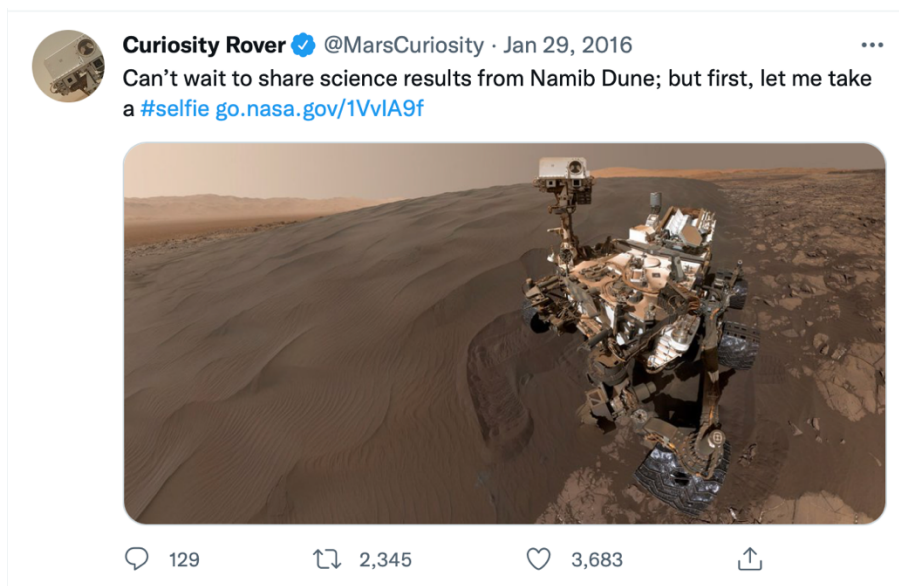 Curiosity Rover @MarsCuriosity · Jan 29, 2016
Can’t wait to share science results from Namib Dune; but first, let me take
a #selfie go.nasa.gov/1VvlA9f
129 2,345 3,683